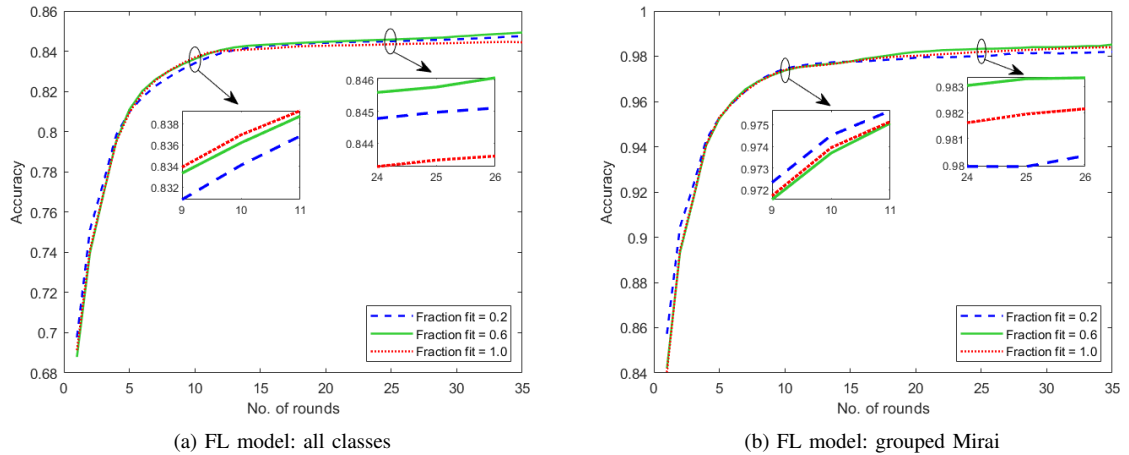 0.86
0.84
0.82
0.8
0.78
0.76
0.74
0.72
0.7
0.68
Accuracy
0 5 10 15 20 25 30 35
No. of rounds
0.838
0.836
0.834
0.832
9 10 11
0.846
0.845
0.844
24 25 26
Fraction fit = 0.2
Fraction fit = 0.6
Fraction fit = 1.0
(a) FL model: all classes
1
0.98
0.96
0.94
0.92
0.9
0.88
0.86
0.84
Accuracy
0 5 10 15 20 25 30 35
No. of rounds
0.975
0.974
0.973
0.972
9 10 11
0.983
0.982
0.981
0.98
24 25 26
Fraction fit = 0.2
Fraction fit = 0.6
Fraction fit = 1.0
(b) FL model: grouped Mirai